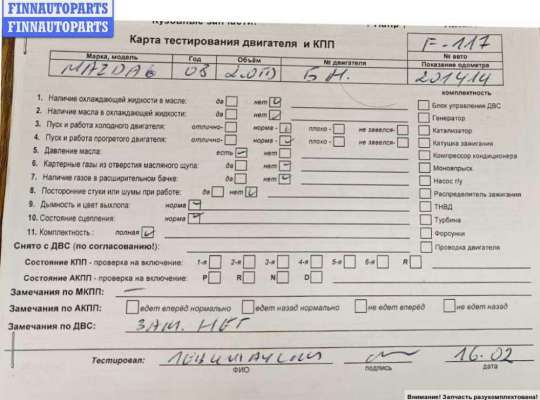 FINNAUTOPARTS
FINNAUTOPARTS
Карта тестирования двигателя и КПП
F-117
Марка, модель Год Объём № двигателя № авто
MAZDA 6 08 2.0TD Б.Н. Показание одометра
201414
комплектность
1. Наличие охлаждающей жидкости в масле: да нет
Блок управления ДВС
2. Наличие масла в охлаждающей жидкости: да нет
Генератор
3. Пуск и работа холодного двигателя: отлично- норма - плохо - не завелся-
Катализатор
4. Пуск и работа прогретого двигателя: отлично- норма - плохо - не завелся-
Катушка зажигания
5. Давление масла: есть нет
Компрессор кондиционера
6. Картерные газы из отверстия масляного щупа: да нет
Моновпрыск
7. Наличие газов в расширительном бачке: да нет
Насос г/у
8. Посторонние стуки или шумы при работе: да нет
Распределитель зажигания
9. Дымность и цвет выхлопа: норма
ТНВД
10. Состояние сцепления: норма
Турбина
11. Комплектность : полная
Форсунки
Снято с ДВС (по согласованию!):
Проводка двигателя
Состояние КПП - проверка на включение: 1-я 2-я 3-я 4-я 5-я 6-я R
Состояние АКПП - проверка на включение: P R N D
Замечания по МКПП: —
Замечания по АКПП: едет вперед нормально едет назад нормально не едет вперёд не едет назад
Замечания по ДВС: ЗАМ. НЕТ
Тестировал: 16.02
ФИО подпись дата
Внимание! Запчасть разукомплектована!